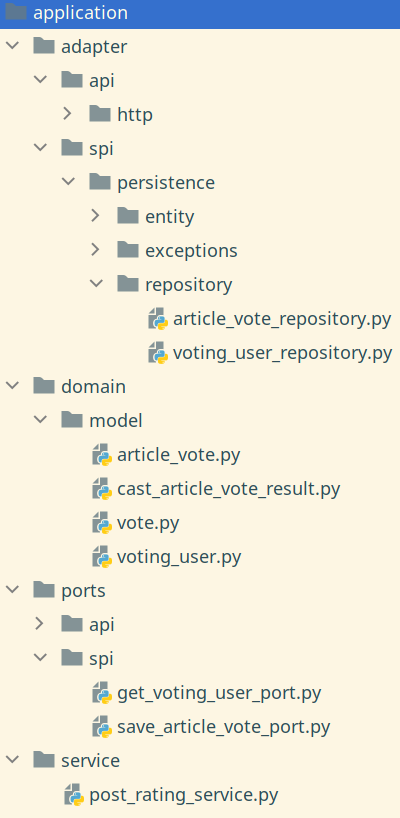 application
adapter
api
http
spi
persistence
entity
exceptions
repository
article_vote_repository.py
voting_user_repository.py
domain
model
article_vote.py
cast_article_vote_result.py
vote.py
voting_user.py
ports
api
spi
get_voting_user_port.py
save_article_vote_port.py
service
post_rating_service.py